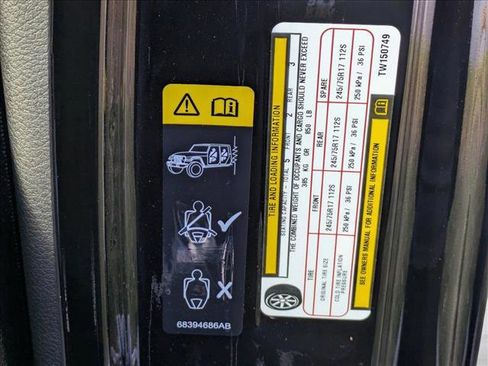 68394686AB
TIRE AND LOADING INFORMATION
SEATING CAPACITY - TOTAL 5 FRONT 2 REAR 3
THE COMBINED WEIGHT OF OCCUPANTS AND CARGO SHOULD NEVER EXCEED
385 KG OR 850 LB
TIRE FRONT REAR SPARE
ORIGINAL TIRE SIZE 245/75R17 112S 245/75R17 112S 245/75R17 112S
COLD TIRE INFLATION PRESSURE 250 kPa / 36 PSI 250 kPa / 36 PSI 250 kPa / 36 PSI
SEE OWNERS MANUAL FOR ADDITIONAL INFORMATION
TW150749